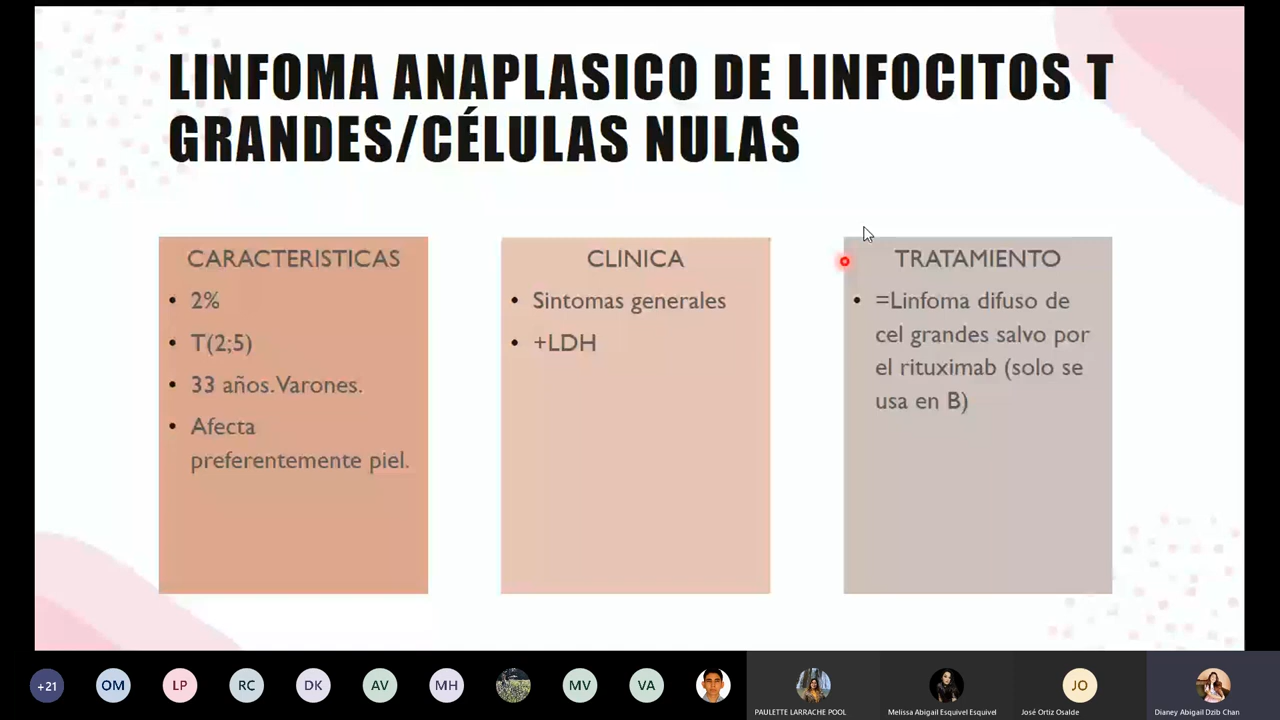 LINFOMA ANAPLASICO DE LINFOCITOS T
GRANDES/CÉLULAS NULAS
CARACTERISTICAS
• 2%
• T(2;5)
• 33 años. Varones.
• Afecta
preferentemente piel.
CLINICA
• Sintomas generales
• +LDH
TRATAMIENTO
• =Linfoma difuso de
cel grandes salvo por
el rituximab (solo se
usa en B)
+21
OM
LP
RC
DK
AV
MH
MV
VA
PAULETTE LARRACHE POOL
Melissa Abigail Esquivel Esquivel
JO
José Ortiz Osalde
Dianey Abigail Dzib Chan